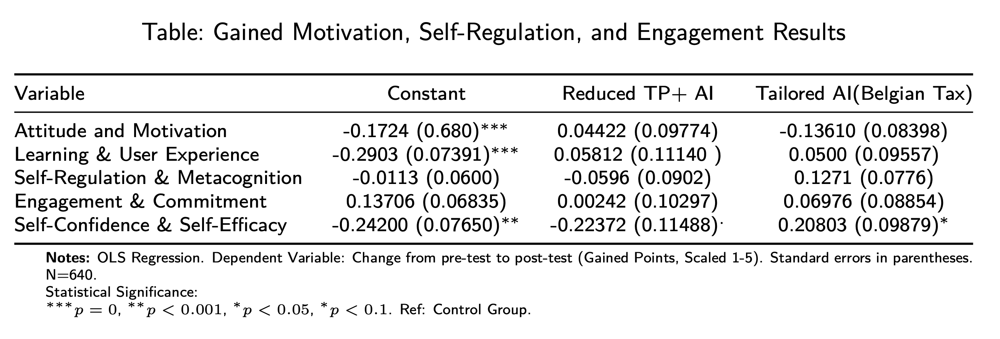 Table: Gained Motivation, Self-Regulation, and Engagement Results
Variable Constant Reduced TP+ AI Tailored AI(Belgian Tax)
Attitude and Motivation -0.1724 (0.680)*** 0.04422 (0.09774) -0.13610 (0.08398)
Learning & User Experience -0.2903 (0.07391)*** 0.05812 (0.11140 ) 0.0500 (0.09557)
Self-Regulation & Metacognition -0.0113 (0.0600) -0.0596 (0.0902) 0.1271 (0.0776)
Engagement & Commitment 0.13706 (0.06835) 0.00242 (0.10297) 0.06976 (0.08854)
Self-Confidence & Self-Efficacy -0.24200 (0.07650)** -0.22372 (0.11488)· 0.20803 (0.09879)*
Notes: OLS Regression. Dependent Variable: Change from pre-test to post-test (Gained Points, Scaled 1-5). Standard errors in parentheses.
N=640.
Statistical Significance:
***p = 0, **p < 0.001, *p < 0.05, *p < 0.1. Ref: Control Group.